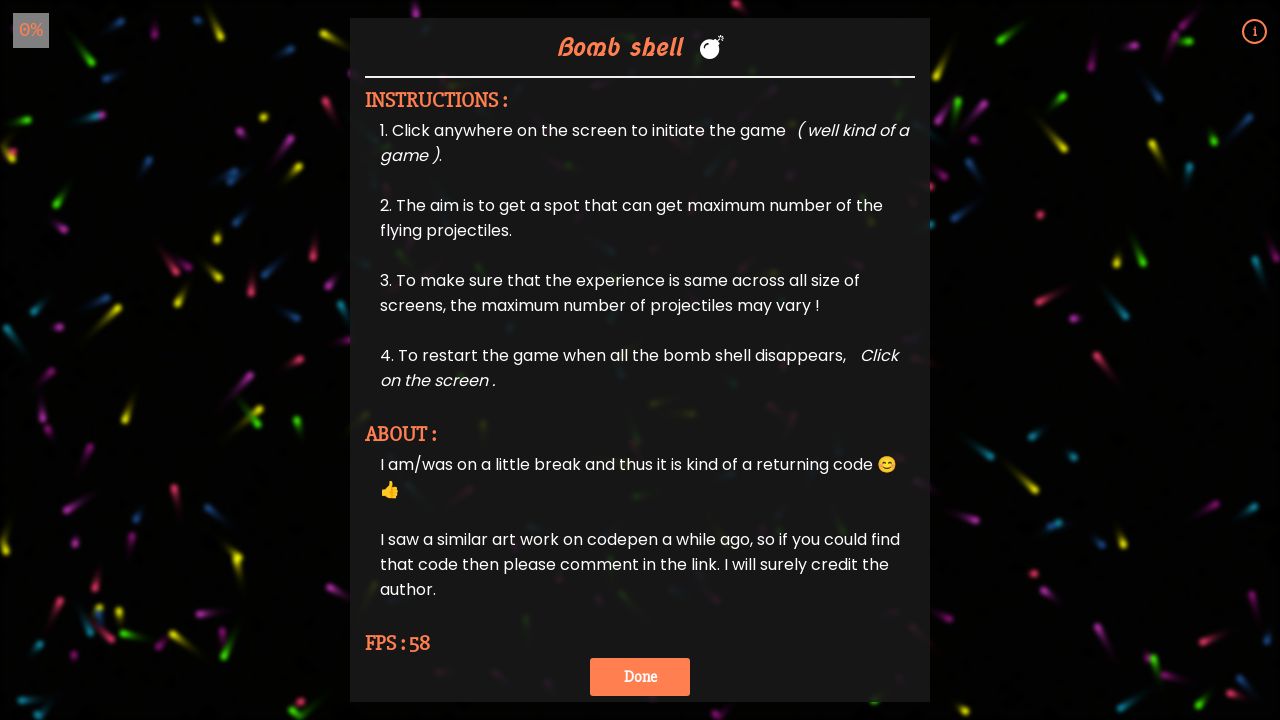 0%
i
Bomb shell 💣
INSTRUCTIONS :
1. Click anywhere on the screen to initiate the game ( well kind of a
game ).
2. The aim is to get a spot that can get maximum number of the
flying projectiles.
3. To make sure that the experience is same across all size of
screens, the maximum number of projectiles may vary !
4. To restart the game when all the bomb shell disappears, Click
on the screen .
ABOUT :
I am/was on a little break and thus it is kind of a returning code 😊
👍
I saw a similar art work on codepen a while ago, so if you could find
that code then please comment in the link. I will surely credit the
author.
FPS : 58
Done